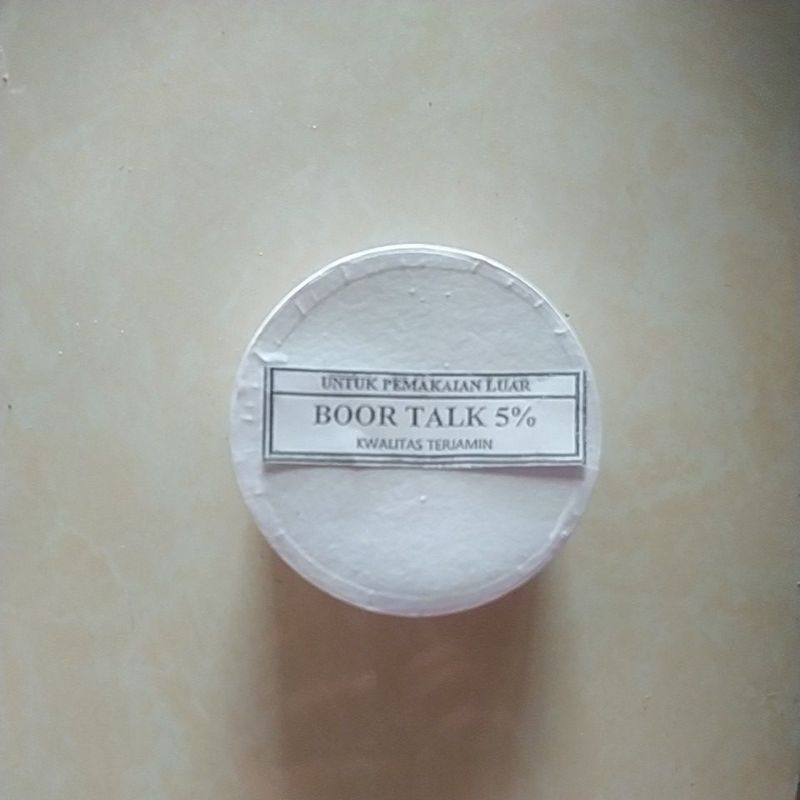 UNTUK PEMAKAIAN LUAR
BOOR TALK 5%
KWALITAS TERJAMIN